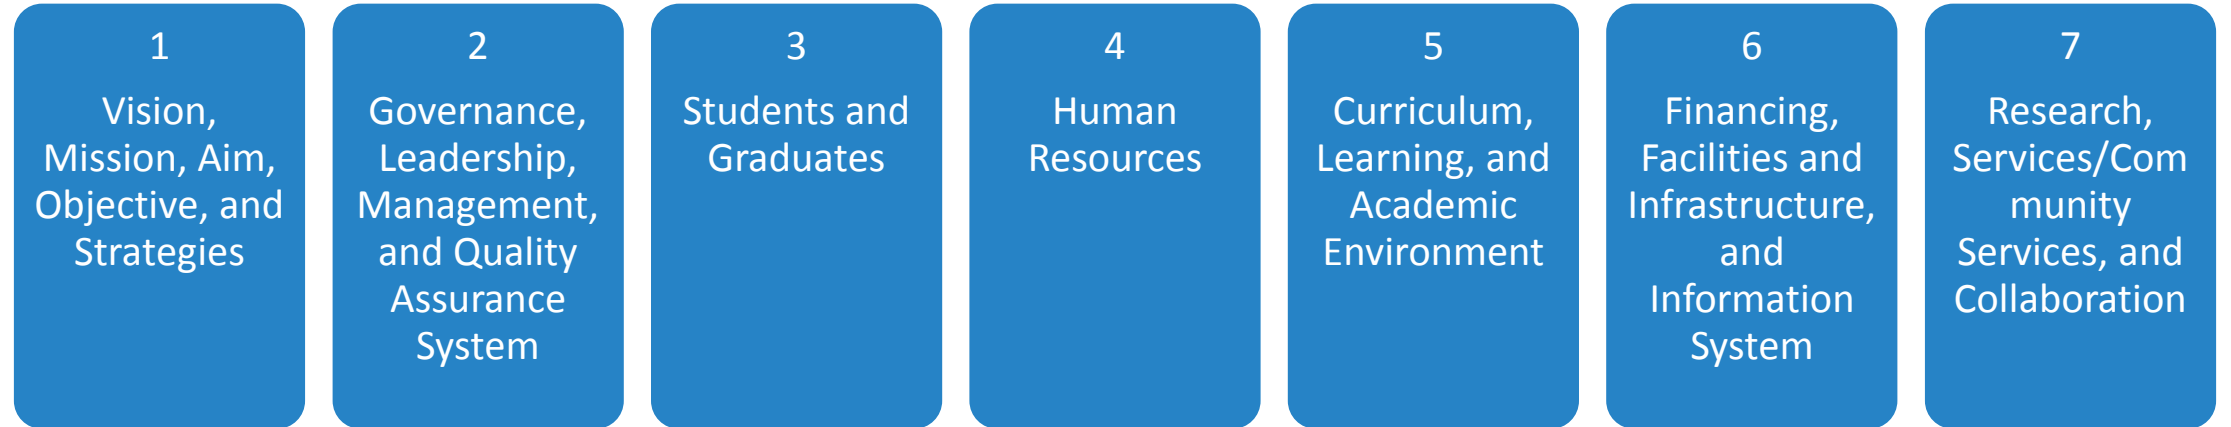 1
Vision,
Mission, Aim,
Objective, and
Strategies
2
Governance,
Leadership,
Management,
and Quality
Assurance
System
3
Students and
Graduates
4
Human
Resources
5
Curriculum,
Learning, and
Academic
Environment
6
Financing,
Facilities and
Infrastructure,
and
Information
System
7
Research,
Services/Com
munity
Services, and
Collaboration